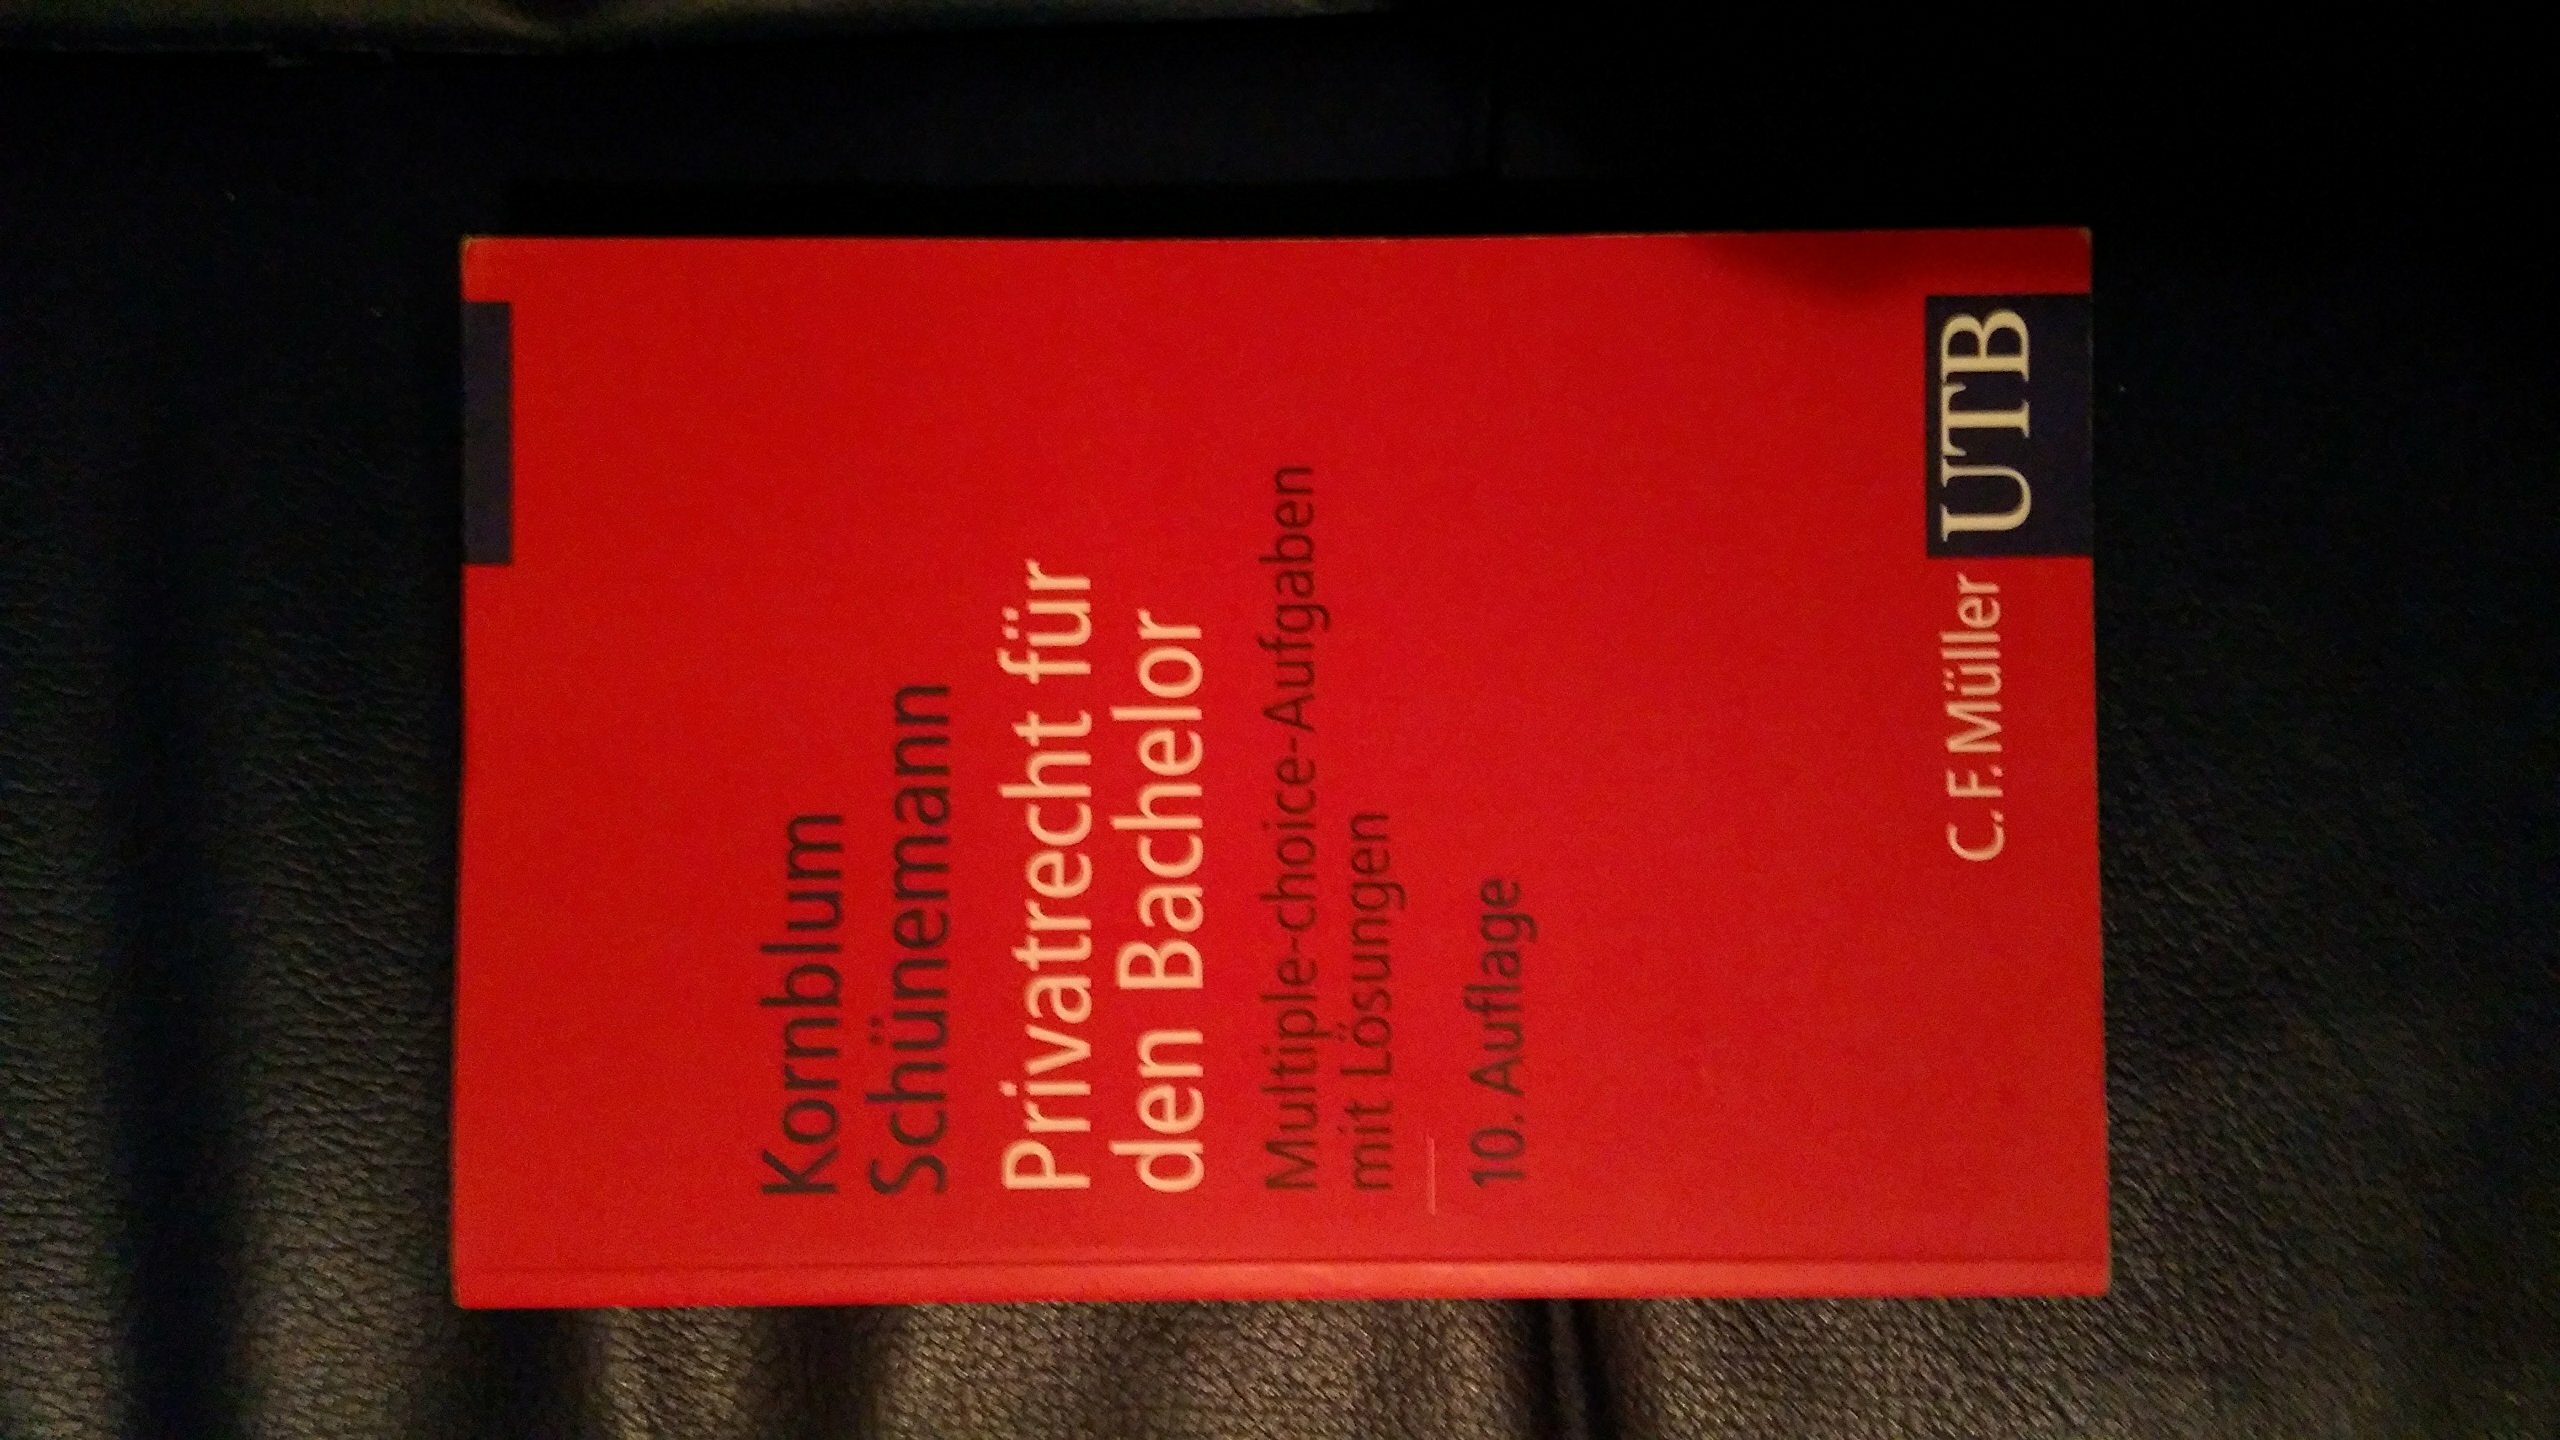 Kornblum
Schünemann
Privatrecht für
den Bachelor
Multiple-choice-Aufgaben
mit Lösungen
10. Auflage
C. F. Müller UTB